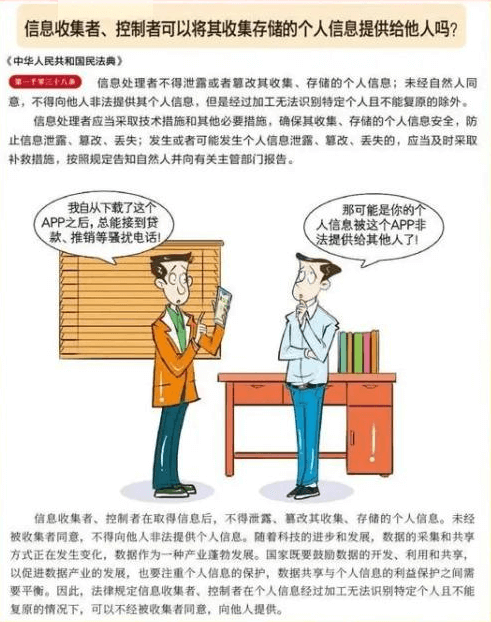 信息收集者、控制者可以将其收集存储的个人信息提供给他人吗？
《中华人民共和国民法典》
第一千零三十八条 信息处理者不得泄露或者篡改其收集、存储的个人信息；未经自然人同
意，不得向他人非法提供其个人信息，但是经过加工无法识别特定个人且不能复原的除外。
信息处理者应当采取技术措施和其他必要措施，确保其收集、存储的个人信息安全，防
止信息泄露、篡改、丢失；发生或者可能发生个人信息泄露、篡改、丢失的，应当及时采取
补救措施，按照规定告知自然人并向有关主管部门报告。
我自从下载了这个
APP之后，总能接到贷
款、推销等骚扰电话！
那可能是你的个
人信息被这个APP非
法提供给其他人了！
信息收集者、控制者在取得信息后，不得泄露、篡改其收集、存储的个人信息。未经
被收集者同意，不得向他人非法提供个人信息。随着科技的进步和发展，数据的采集和共享
方式正在发生变化，数据作为一种产业蓬勃发展。国家既要鼓励数据的开发、利用和共享，
以促进数据产业的发展，也要注重个人信息的保护，数据共享与个人信息的利益保护之间需
要平衡。因此，法律规定信息收集者、控制者在个人信息经过加工无法识别特定个人且不能
复原的情况下，可以不经被收集者同意，向他人提供。